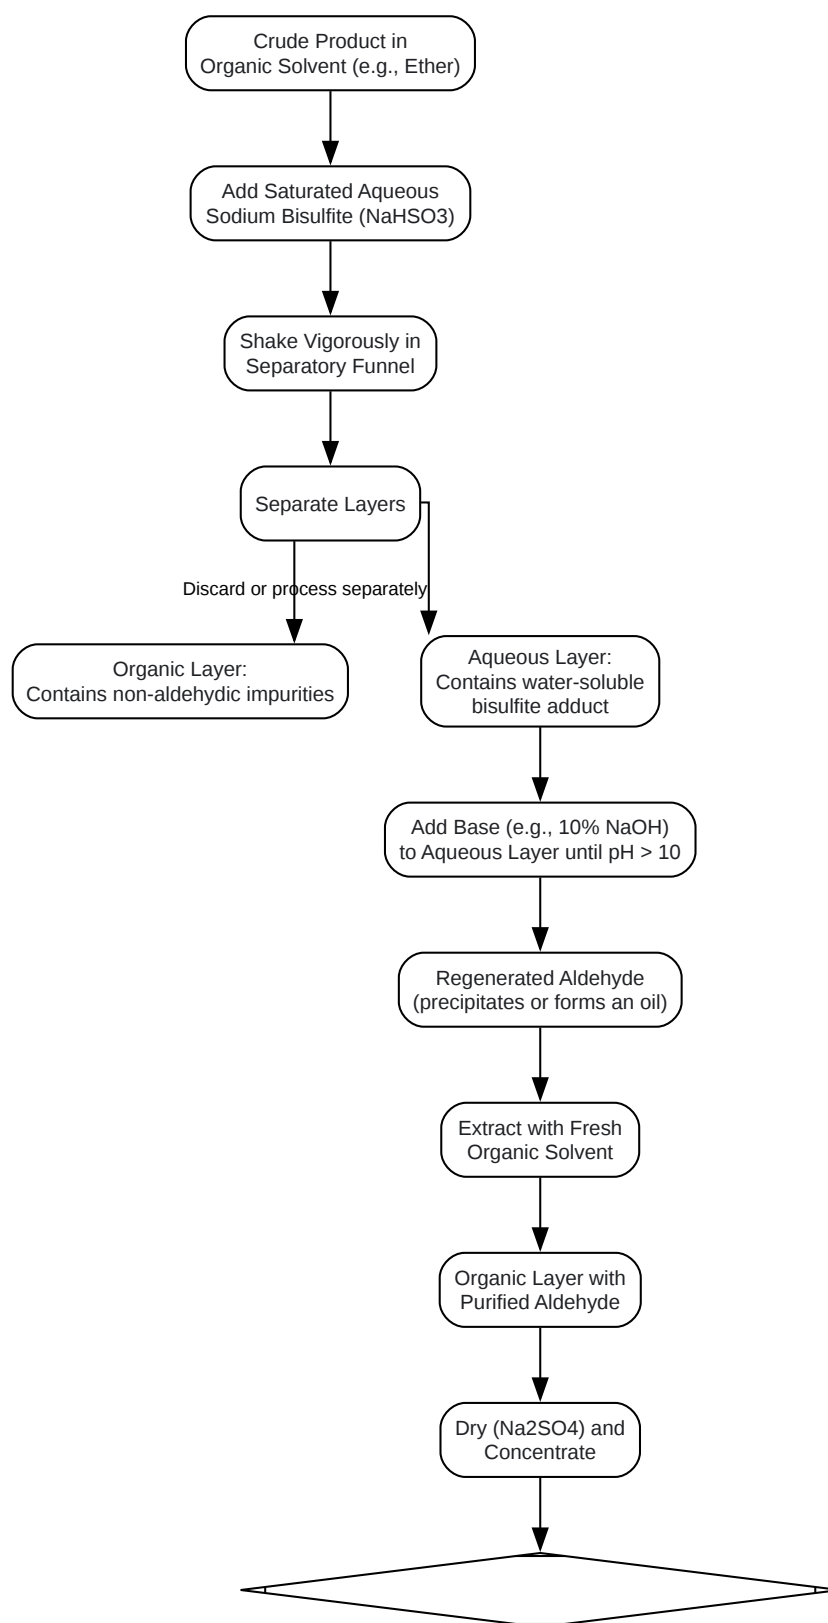 Crude Product in
Organic Solvent (e.g., Ether)
Add Saturated Aqueous
Sodium Bisulfite (NaHSO3)
Shake Vigorously in
Separatory Funnel
Separate Layers
Discard or process separately
Organic Layer:
Contains non-aldehydic impurities
Aqueous Layer:
Contains water-soluble
bisulfite adduct
Add Base (e.g., 10% NaOH)
to Aqueous Layer until pH > 10
Regenerated Aldehyde
(precipitates or forms an oil)
Extract with Fresh
Organic Solvent
Organic Layer with
Purified Aldehyde
Dry (Na2SO4) and
Concentrate